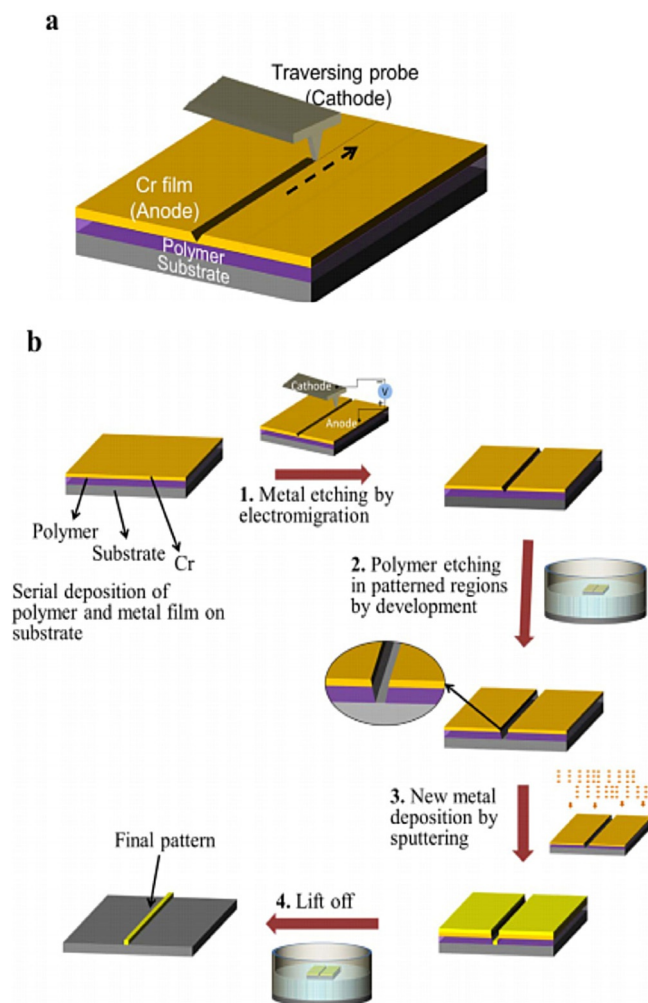 a
Traversing probe
(Cathode)
Cr film
(Anode)
Polymer
Substrate
b
Cathode
V
Anode
1. Metal etching by
electromigration
Polymer
Substrate
Cr
Serial deposition of
polymer and metal film on
substrate
2. Polymer etching
in patterned regions
by development
3. New metal
deposition by
sputtering
Final pattern
4. Lift off